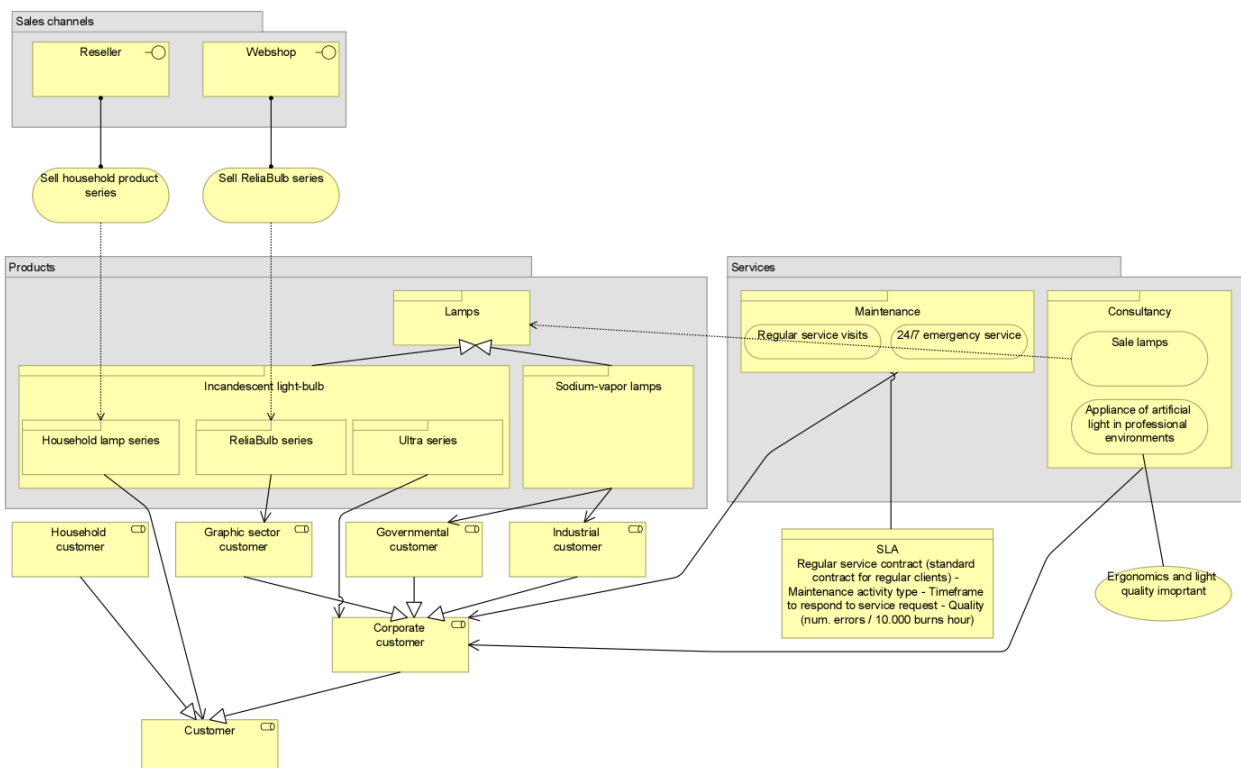 Sales channels
Reseller
Webshop
Sell household product
series
Sell ReliaBulb series
Products
Services
Lamps
Maintenance
Consultancy
Regular service visits
24/7 emergency service
Sale lamps
Incandescent light-bulb
Sodium-vapor lamps
Appliance of artificial
light in professional
environments
Household lamp series
ReliaBulb series
Ultra series
Household
customer
Graphic sector
customer
Governmental
customer
Industrial
customer
SLA
Regular service contract (standard
contract for regular clients) -
Maintenance activity type - Timeframe
to respond to service request - Quality
(num. errors / 10.000 burns hour)
Ergonomics and light
quality imoprtant
Corporate
customer
Customer